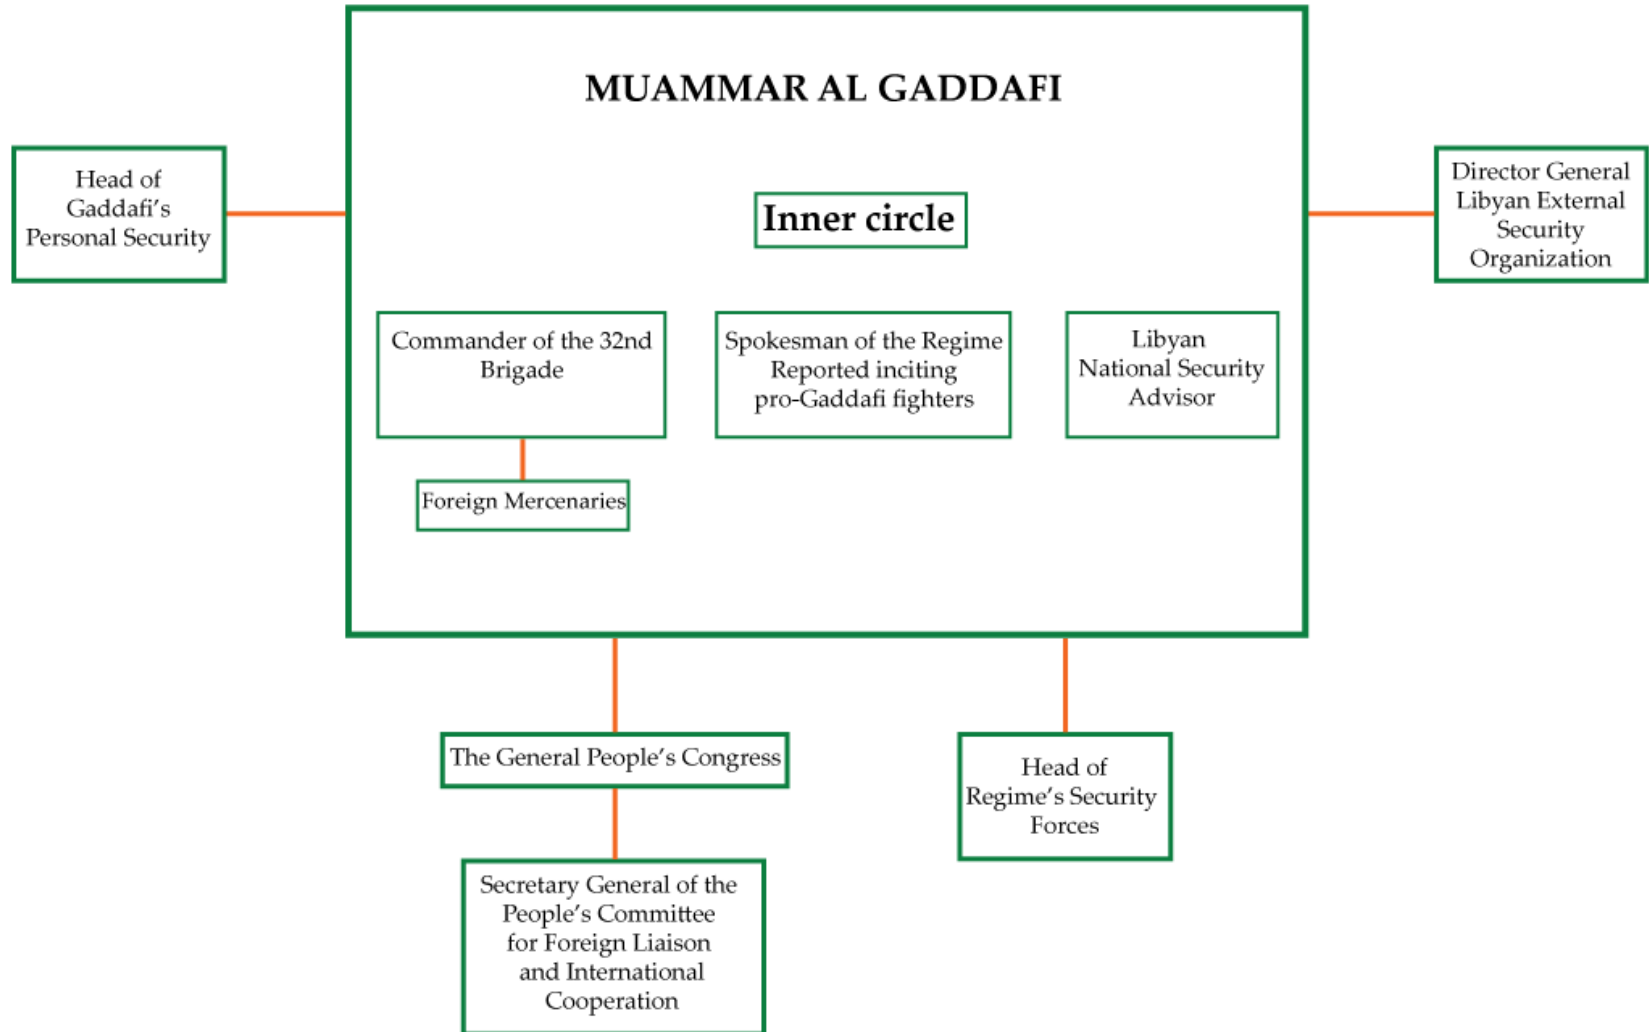 MUAMMAR AL GADDAFI
Head of
Gaddafi's
Personal Security
Inner circle
Director General
Libyan External
Security
Organization
Commander of the 32nd
Brigade
Spokesman of the Regime
Reported inciting
pro-Gaddafi fighters
Libyan
National Security
Advisor
Foreign Mercenaries
The General People's Congress
Head of
Regime's Security
Forces
Secretary General of the
People's Committee
for Foreign Liaison
and International
Cooperation